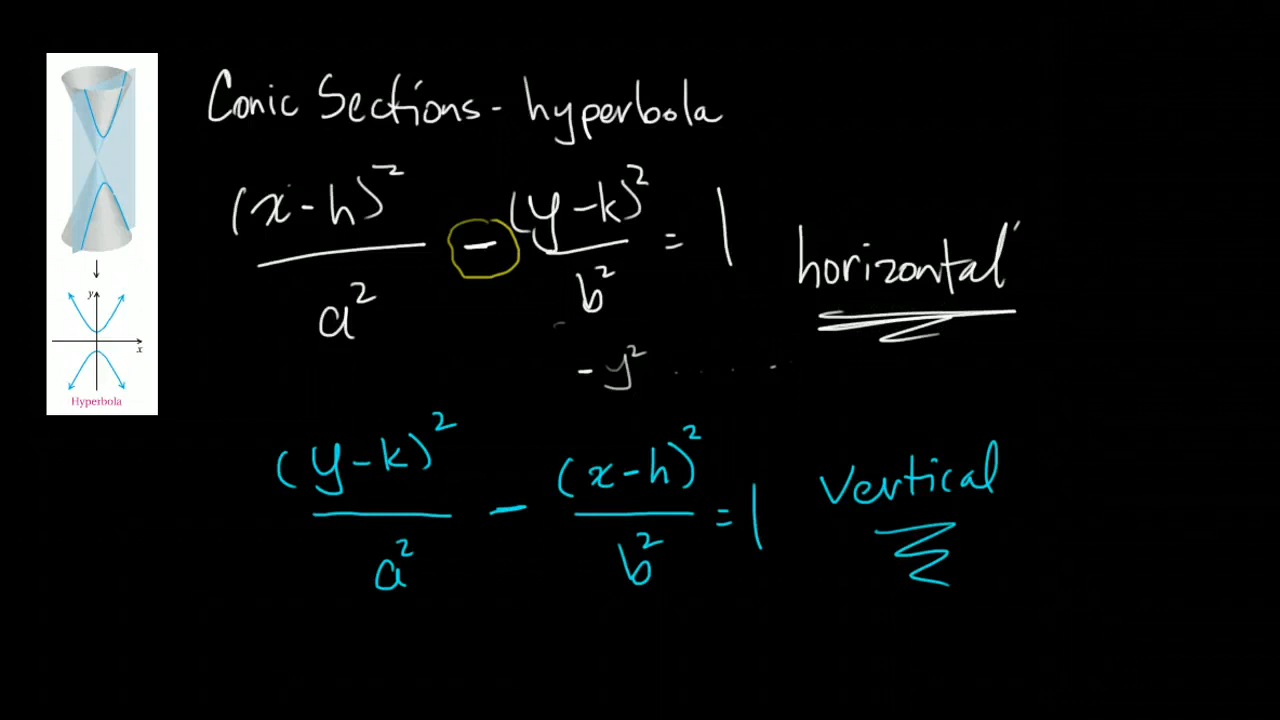 Conic Sections - hyperbola
(x-h)² / a² - (y-k)² / b² = 1 horizontal
- y² . . . . .
(y-k)² / a² - (x-h)² / b² = 1 vertical
y
x
Hyperbola